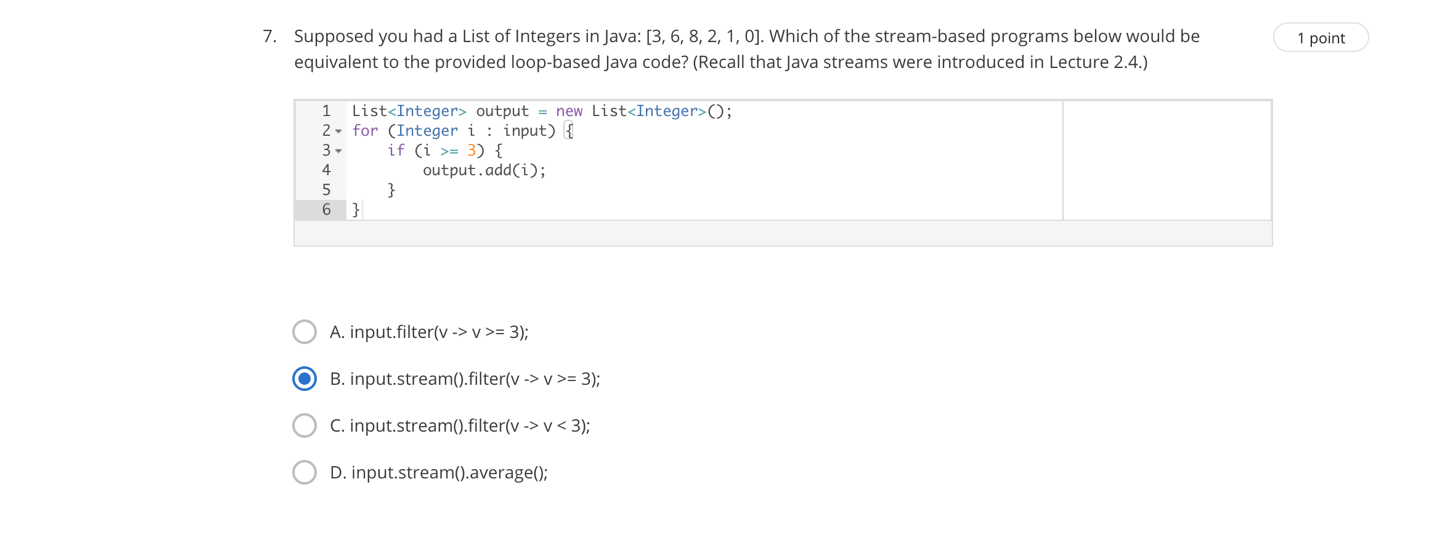 7. Supposed you had a List of Integers in Java: [3, 6, 8, 2, 1, 0]. Which of the stream-based programs below would be
1 point
equivalent to the provided loop-based Java code? (Recall that Java streams were introduced in Lecture 2.4.)
1 List<Integer> output = new List<Integer>();
2 for (Integer i : input) {
3 if (i >= 3) {
4 output.add(i);
5 }
6 }
A. input.filter(v -> v >= 3);
B. input.stream().filter(v -> v >= 3);
C. input.stream().filter(v -> v < 3);
D. input.stream().average();